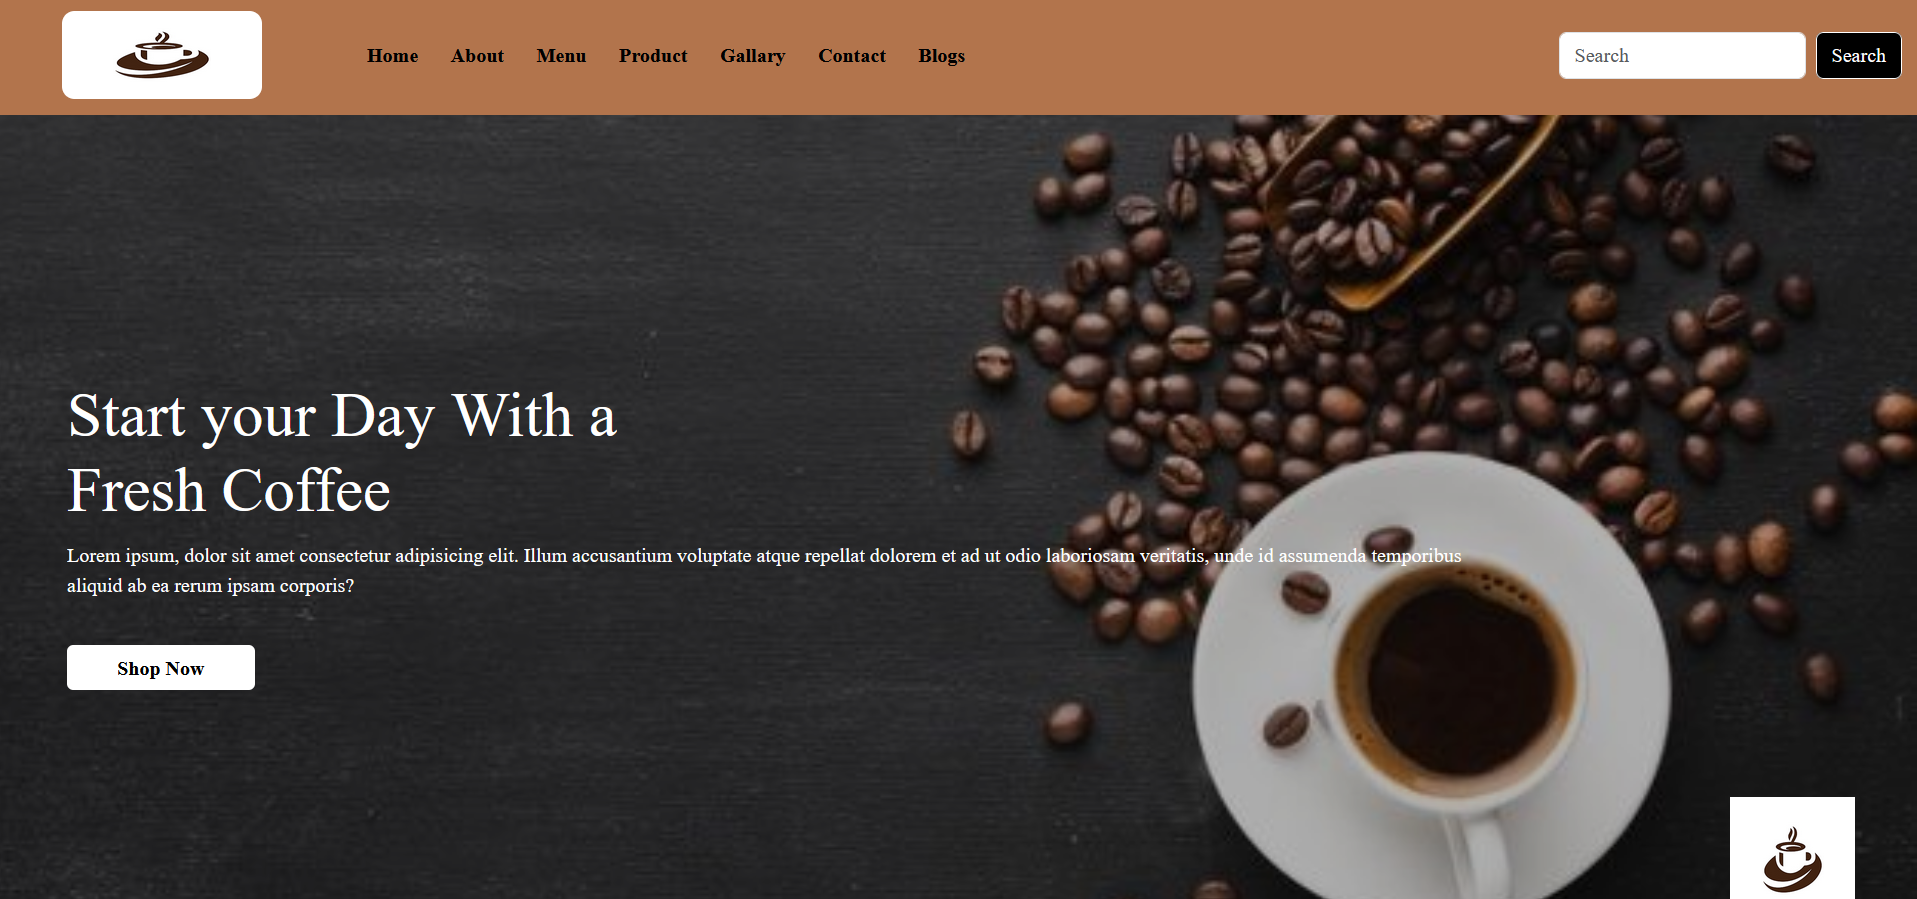 Home About Menu Product Gallary Contact Blogs Search Search
Start your Day With a
Fresh Coffee
Lorem ipsum, dolor sit amet consectetur adipisicing elit. Illum accusantium voluptate atque repellat dolorem et ad ut odio laboriosam veritatis, unde id assumenda temporibus
aliquid ab ea rerum ipsam corporis?
Shop Now